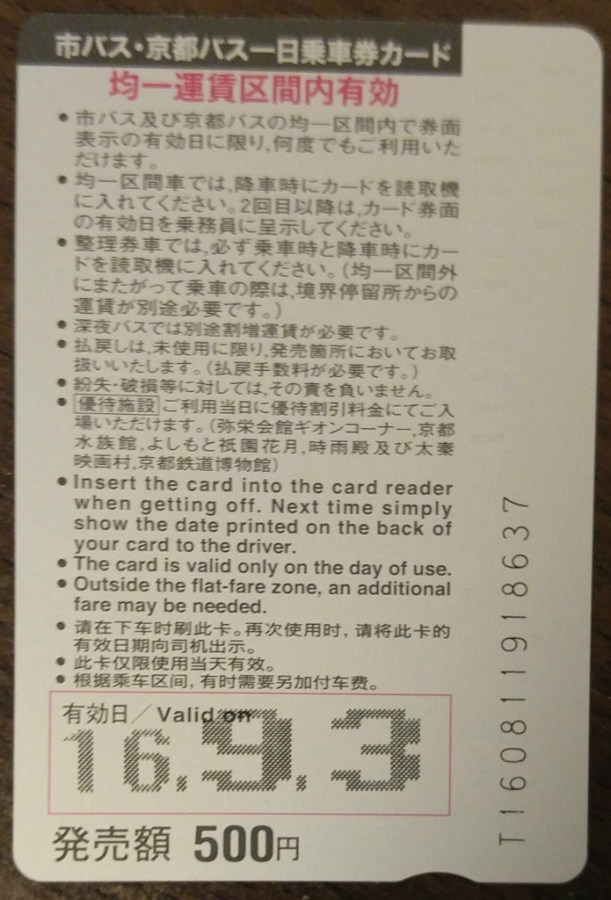 市バス・京都バス一日乗車券カード
均一運賃区間内有効
●市バス及び京都バスの均一区間内で券面
表示の有効日に限り,何度でもご利用いた
だけます。
●均一区間車では,降車時にカードを読取機
に入れてください。2回目以降は,カード券面
の有効日を乗務員に呈示してください。
●整理券車では,必ず乗車時と降車時にカー
ドを読取機に入れてください。(均一区間外
にまたがって乗車の際は,境界停留所からの
運賃が別途必要です。)
●深夜バスでは別途割増運賃が必要です。
●払戻しは,未使用に限り,発売箇所においてお取
扱いいたします。(払戻手数料が必要です。)
●紛失・破損等に対しては,その責を負いません。
●優待施設 ご利用当日に優待割引料金にてご入
場いただけます。(弥栄会館ギオンコーナー,京都
水族館,よしもと祇園花月,時雨殿及び太秦
映画村,京都鉄道博物館)
●Insert the card into the card reader
when getting off. Next time simply
show the date printed on the back of
your card to the driver.
●The card is valid only on the day of use.
●Outside the flat-fare zone, an additional
fare may be needed.
●请在下车时刷此卡。再次使用时，请将此卡的
有效日期向司机出示。
●此卡仅限使用当天有效。
●根据乘车区间，有时需要另加付车费。
有効日／Valid on
16.9.3
発売額 500円
T160811918637